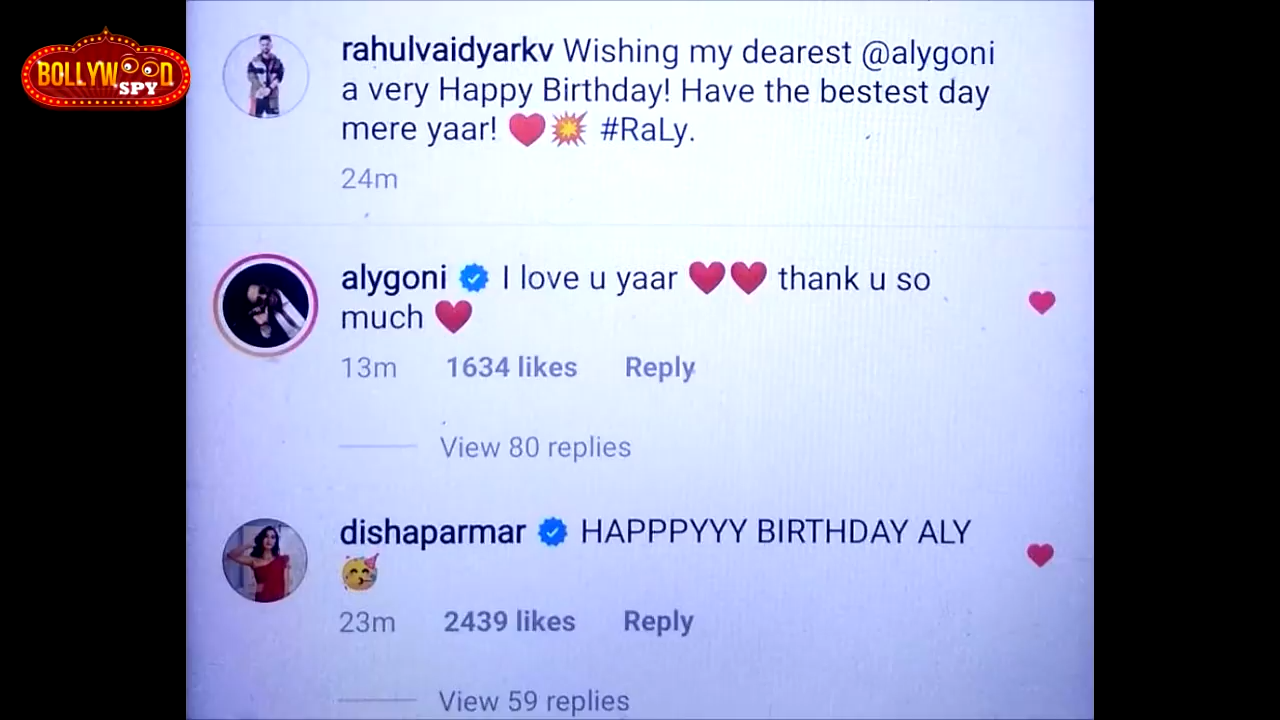 BOLLYWOOD
SPY
rahulvaidyarkv Wishing my dearest @alygoni
a very Happy Birthday! Have the bestest day
mere yaar! ❤️💥 #RaLy.
24m
alygoni I love u yaar ❤️❤️ thank u so
much ❤️
13m 1634 likes Reply
View 80 replies
dishaparmar HAPPPYYY BIRTHDAY ALY
🥳
23m 2439 likes Reply
View 59 replies